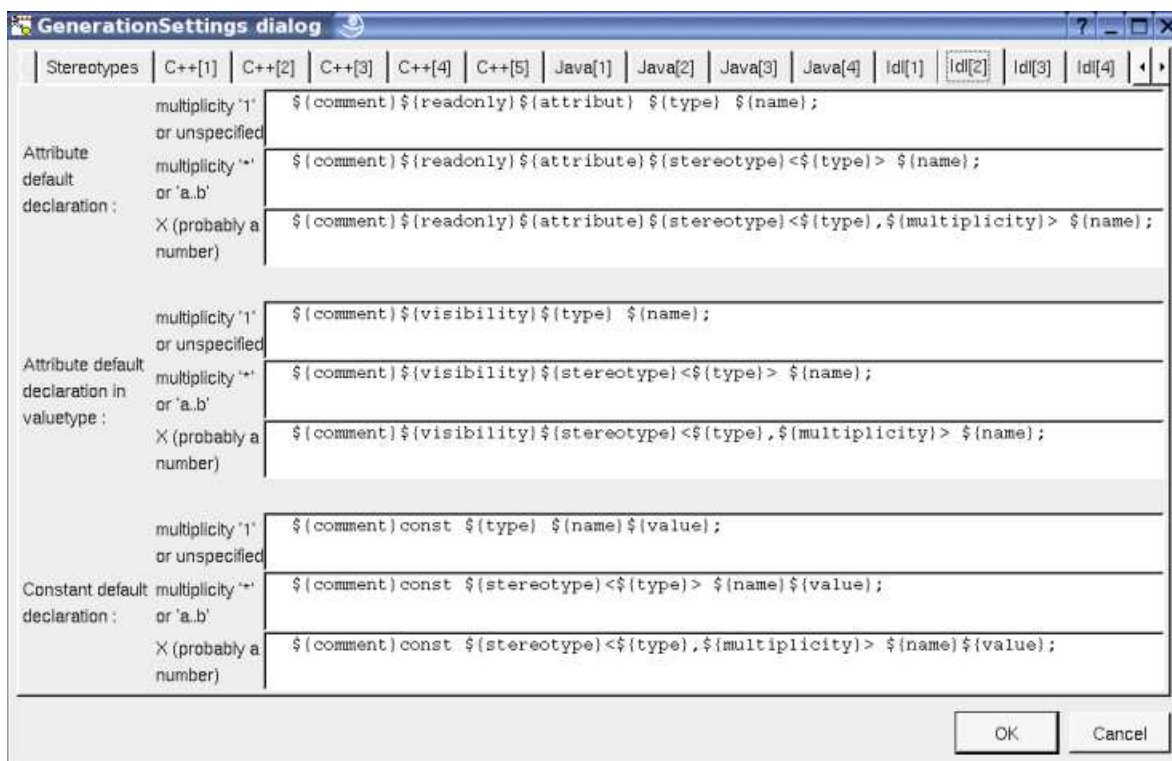 GenerationSettings dialog
?
Stereotypes C++[1] C++[2] C++[3] C++[4] C++[5] Java[1] Java[2] Java[3] Java[4] Idl[1] Idl[2] Idl[3] Idl[4]
Attribute
default
declaration :
multiplicity '1'
or unspecified
${comment}${readonly}${attribut} ${type} ${name};
multiplicity '*'
or 'a..b'
${comment}${readonly}${attribute}${stereotype}<${type}> ${name};
X (probably a
number)
${comment}${readonly}${attribute}${stereotype}<${type},${multiplicity}> ${name};
Attribute default
declaration in
valuetype :
multiplicity '1'
or unspecified
${comment}${visibility}${type} ${name};
multiplicity '*'
or 'a..b'
${comment}${visibility}${stereotype}<${type}> ${name};
X (probably a
number)
${comment}${visibility}${stereotype}<${type},${multiplicity}> ${name};
Constant default
declaration :
multiplicity '1'
or unspecified
${comment}const ${type} ${name}${value};
multiplicity '*'
or 'a..b'
${comment}const ${stereotype}<${type}> ${name}${value};
X (probably a
number)
${comment}const ${stereotype}<${type},${multiplicity}> ${name}${value};
OK Cancel